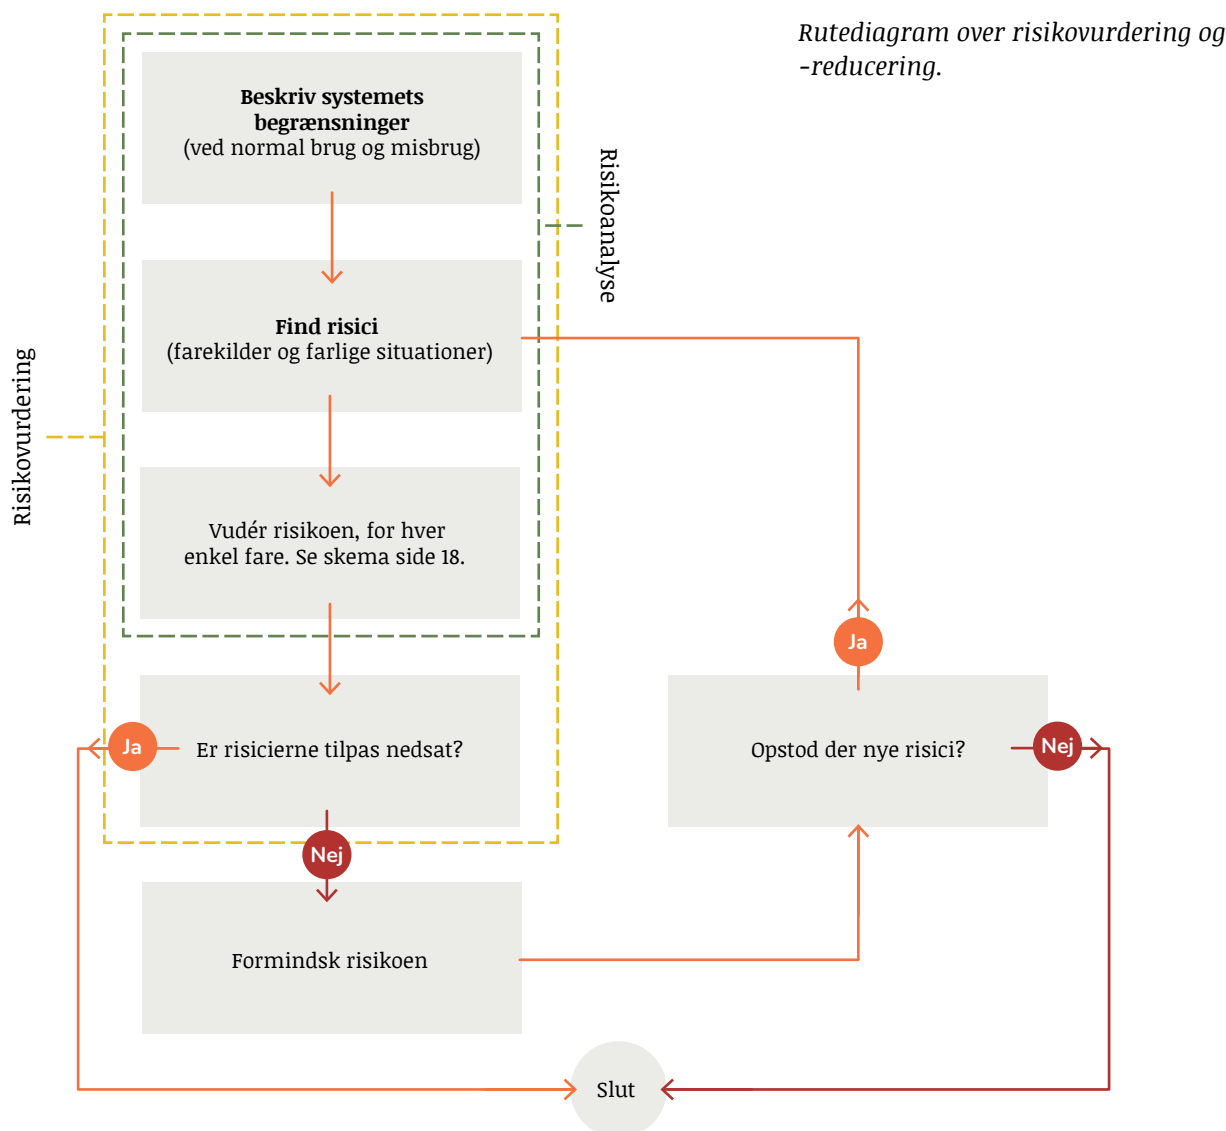 Rutediagram over risikovurdering og
-reducering.
Beskriv systemets
begrænsninger
(ved normal brug og misbrug)
Risikoanalyse
Find risici
(farekilder og farlige situationer)
Risikovurdering
Vudér risikoen, for hver
enkel fare. Se skema side 18.
Ja
Ja
Er risicierne tilpas nedsat?
Opstod der nye risici?
Nej
Nej
Formindsk risikoen
Slut